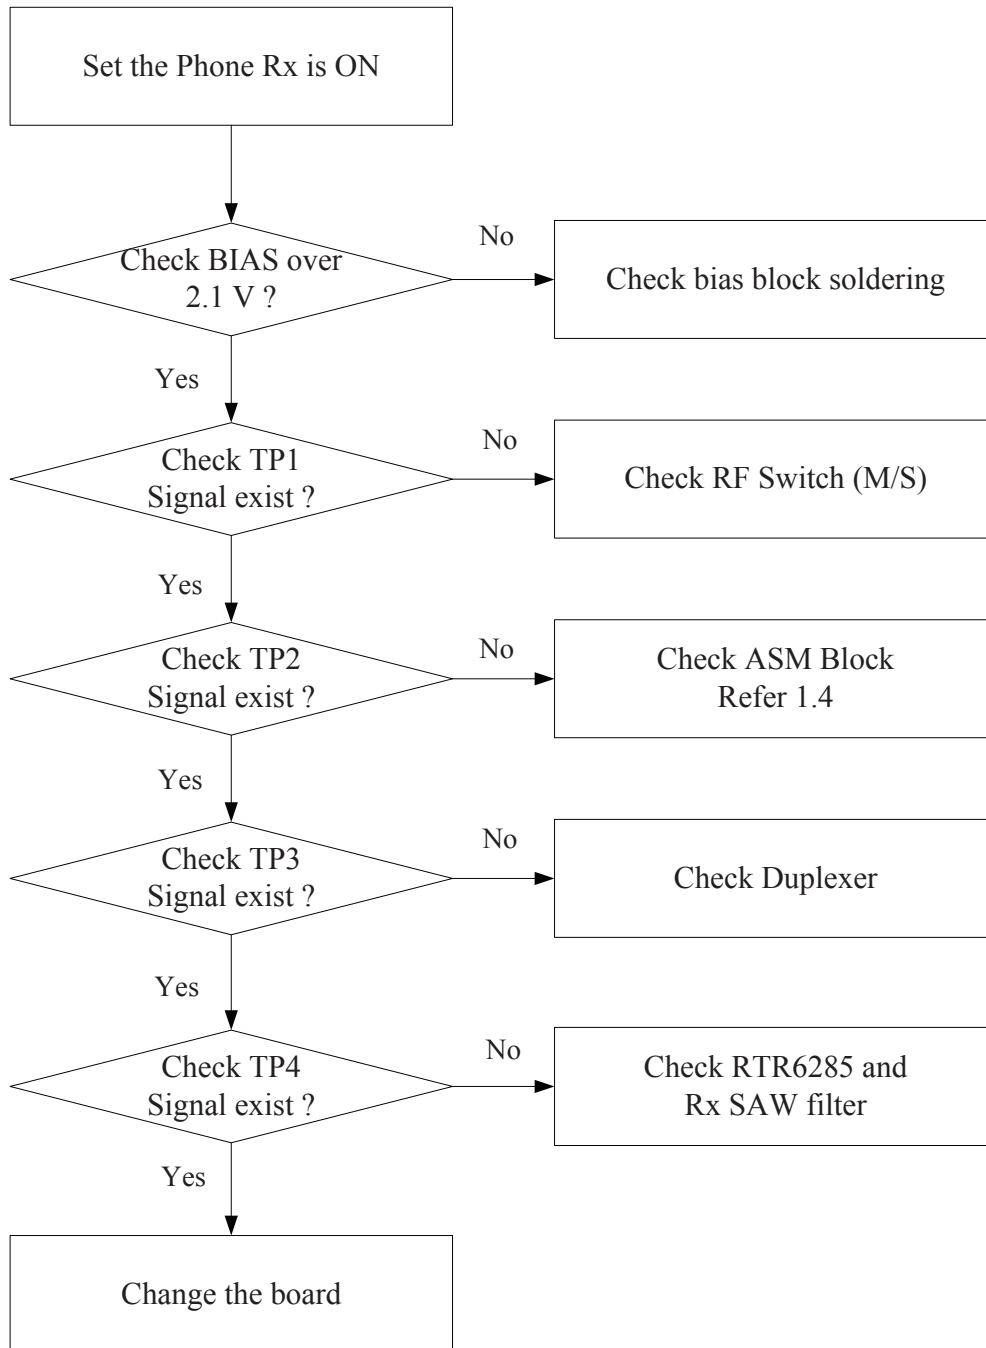 Set the Phone Rx is ON
Check BIAS over
2.1 V ?
No
Check bias block soldering
Yes
Check TP1
Signal exist ?
No
Check RF Switch (M/S)
Yes
Check TP2
Signal exist ?
No
Check ASM Block
Refer 1.4
Yes
Check TP3
Signal exist ?
No
Check Duplexer
Yes
Check TP4
Signal exist ?
No
Check RTR6285 and
Rx SAW filter
Yes
Change the board